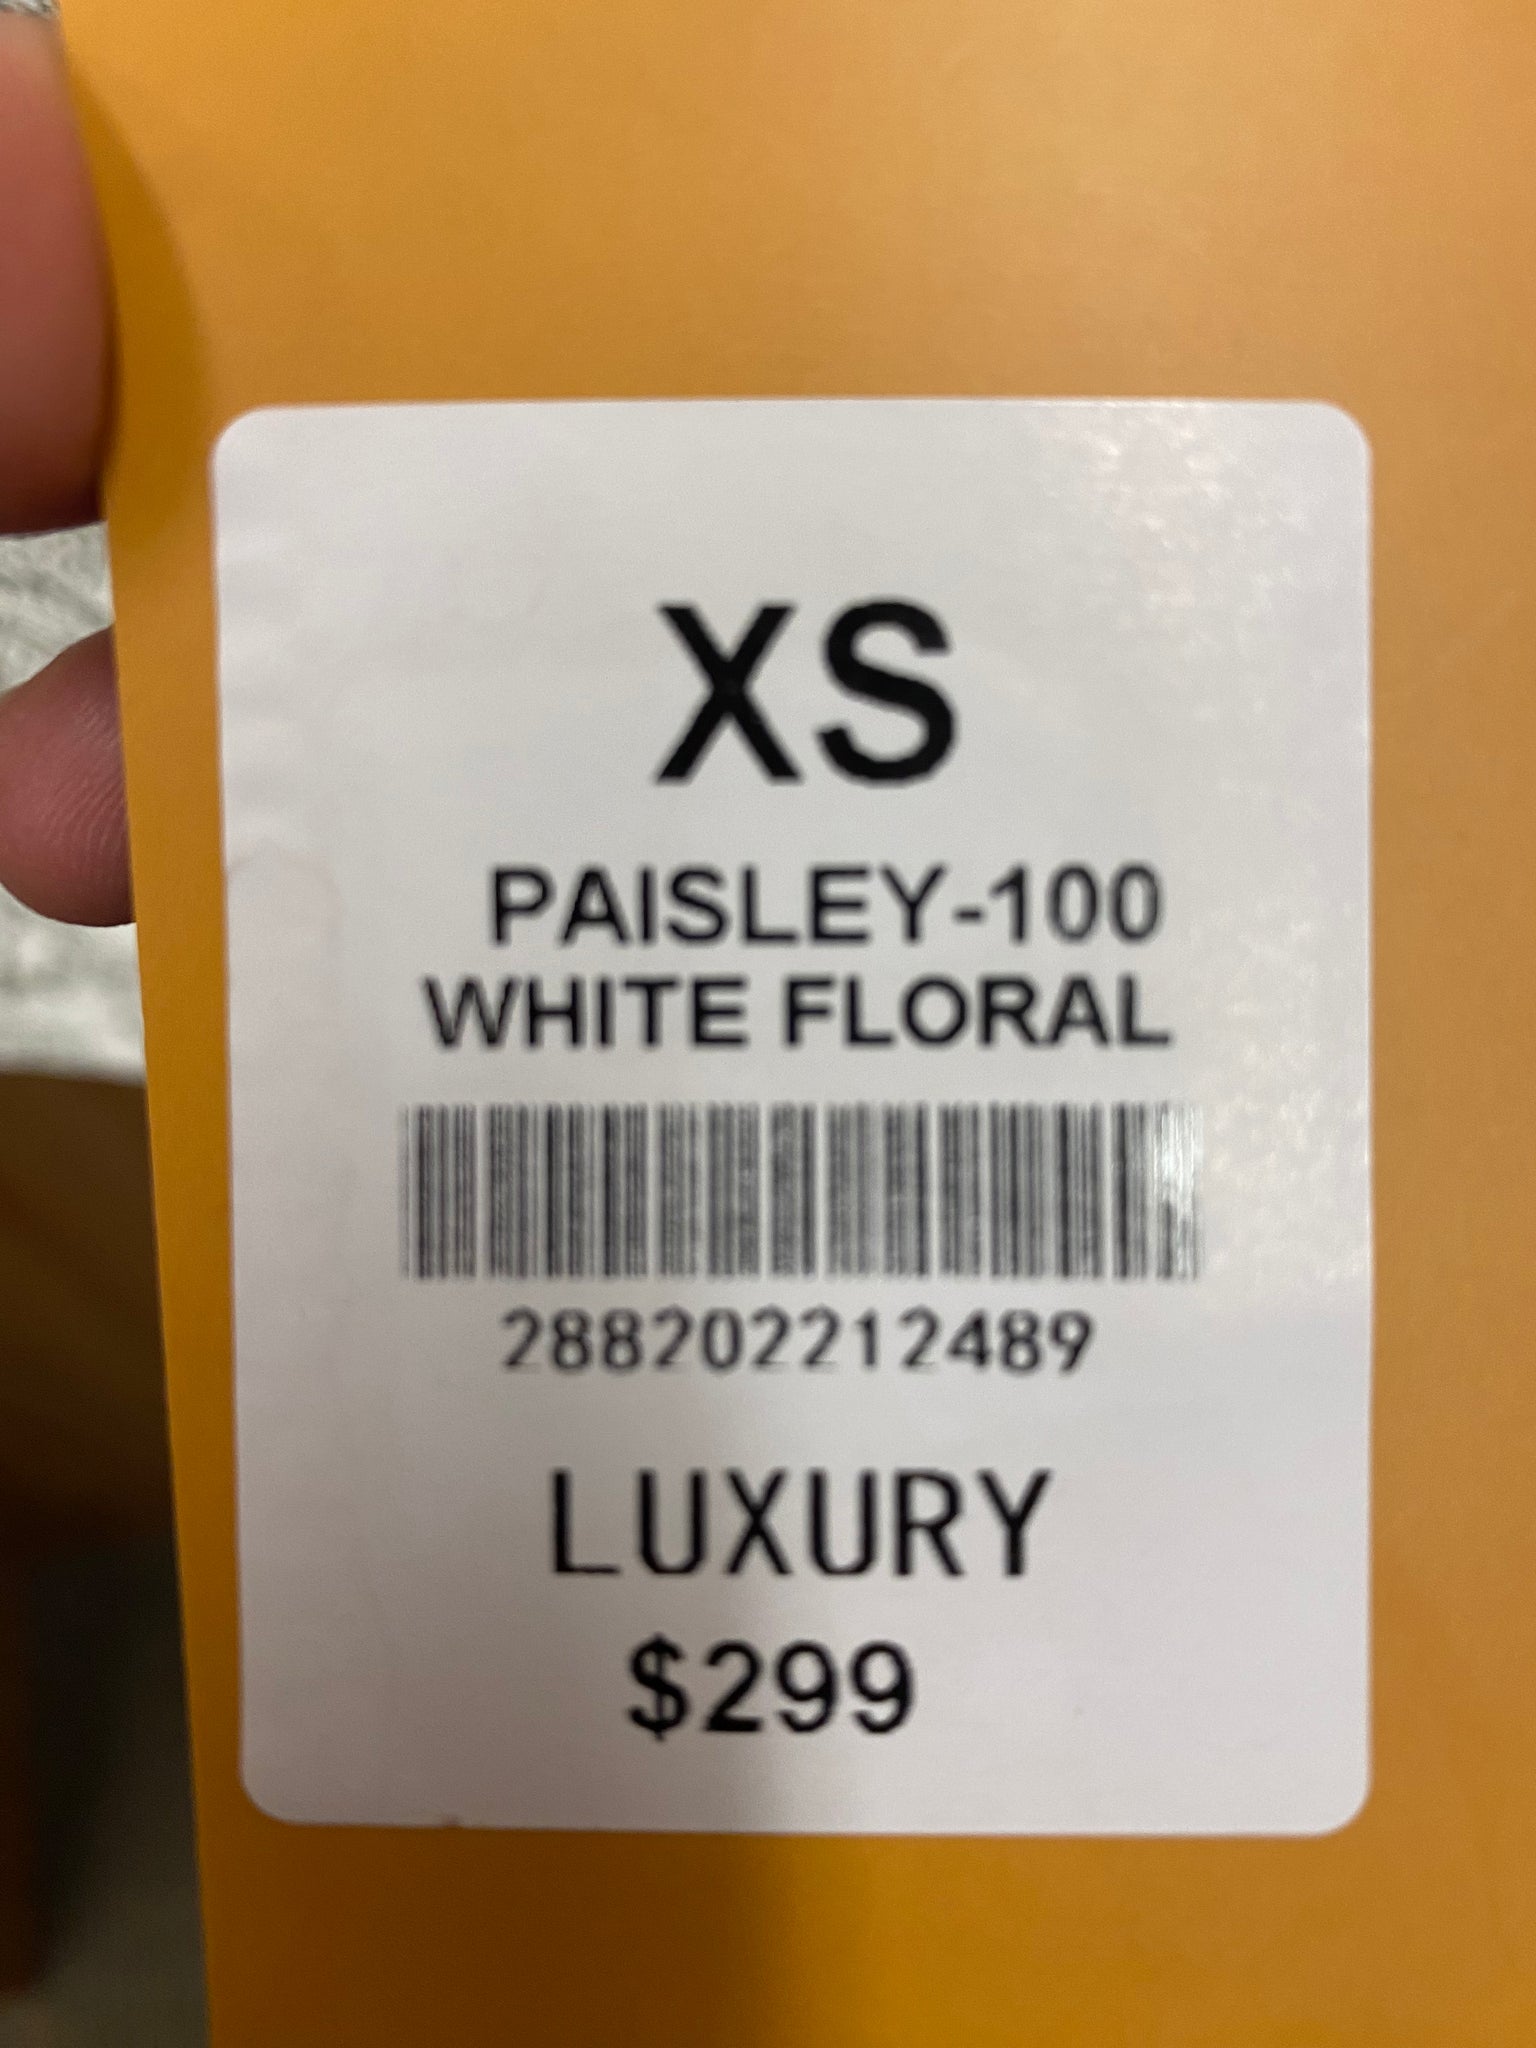 XS
PAISLEY-100
WHITE FLORAL
288202212489
LUXURY
$299